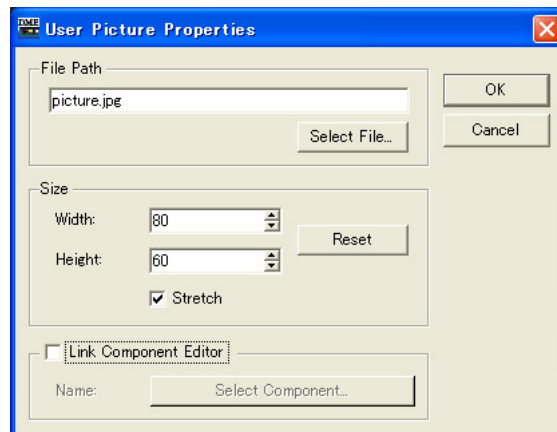 DME
User Picture Properties
File Path
picture.jpg
Select File...
OK
Cancel
Size
Width:
80
Height:
60
Reset
Stretch
Link Component Editor
Name:
Select Component...